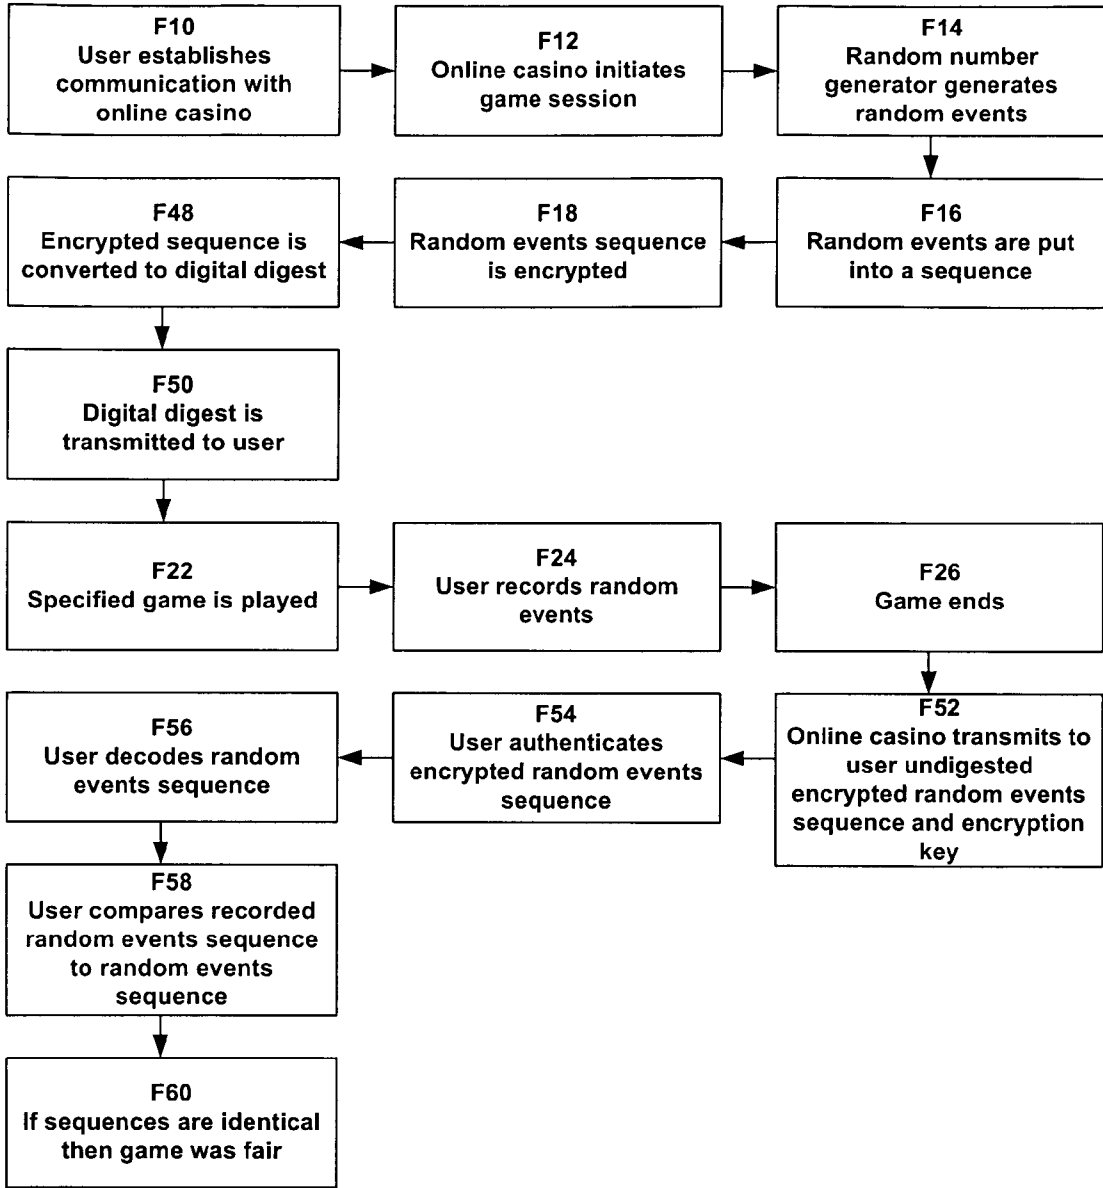 F10
User establishes
communication with
online casino
F12
Online casino initiates
game session
F14
Random number
generator generates
random events
F16
Random events are put
into a sequence
F18
Random events sequence
is encrypted
F48
Encrypted sequence is
converted to digital digest
F50
Digital digest is
transmitted to user
F22
Specified game is played
F24
User records random
events
F26
Game ends
F52
Online casino transmits to
user undigested
encrypted random events
sequence and encryption
key
F54
User authenticates
encrypted random events
sequence
F56
User decodes random
events sequence
F58
User compares recorded
random events sequence
to random events
sequence
F60
If sequences are identical
then game was fair